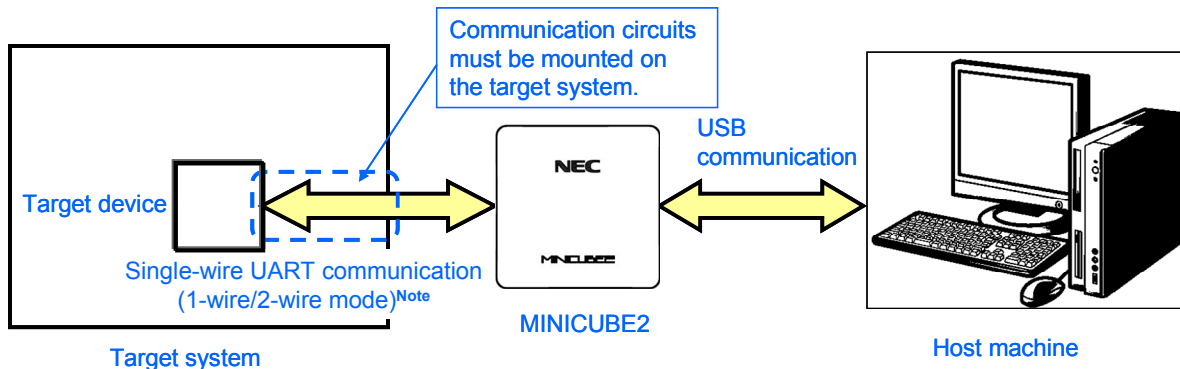 Communication circuits
must be mounted on
the target system.
USB
communication
NEC
Target device
MINICUBE2
Single-wire UART communication
(1-wire/2-wire mode)Note
MINICUBE2
Target system
Host machine